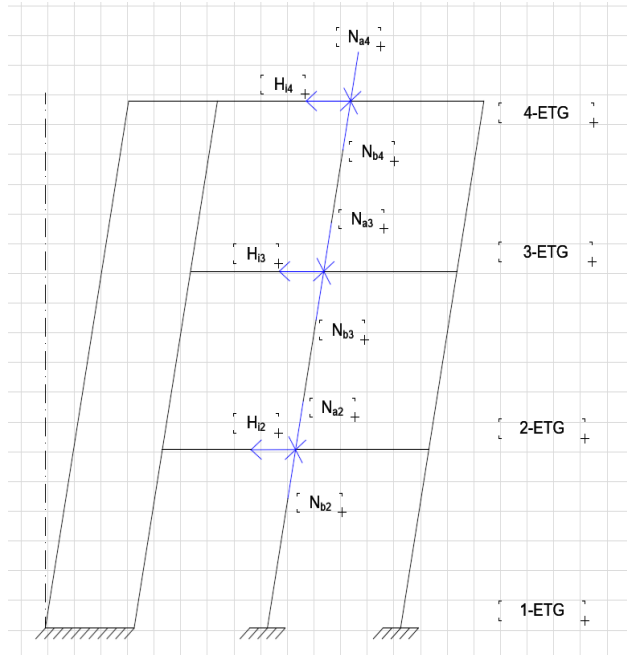 Na4
Hi4
4-ETG
Nb4
Na3
Hi3
3-ETG
Nb3
Na2
Hi2
2-ETG
Nb2
1-ETG